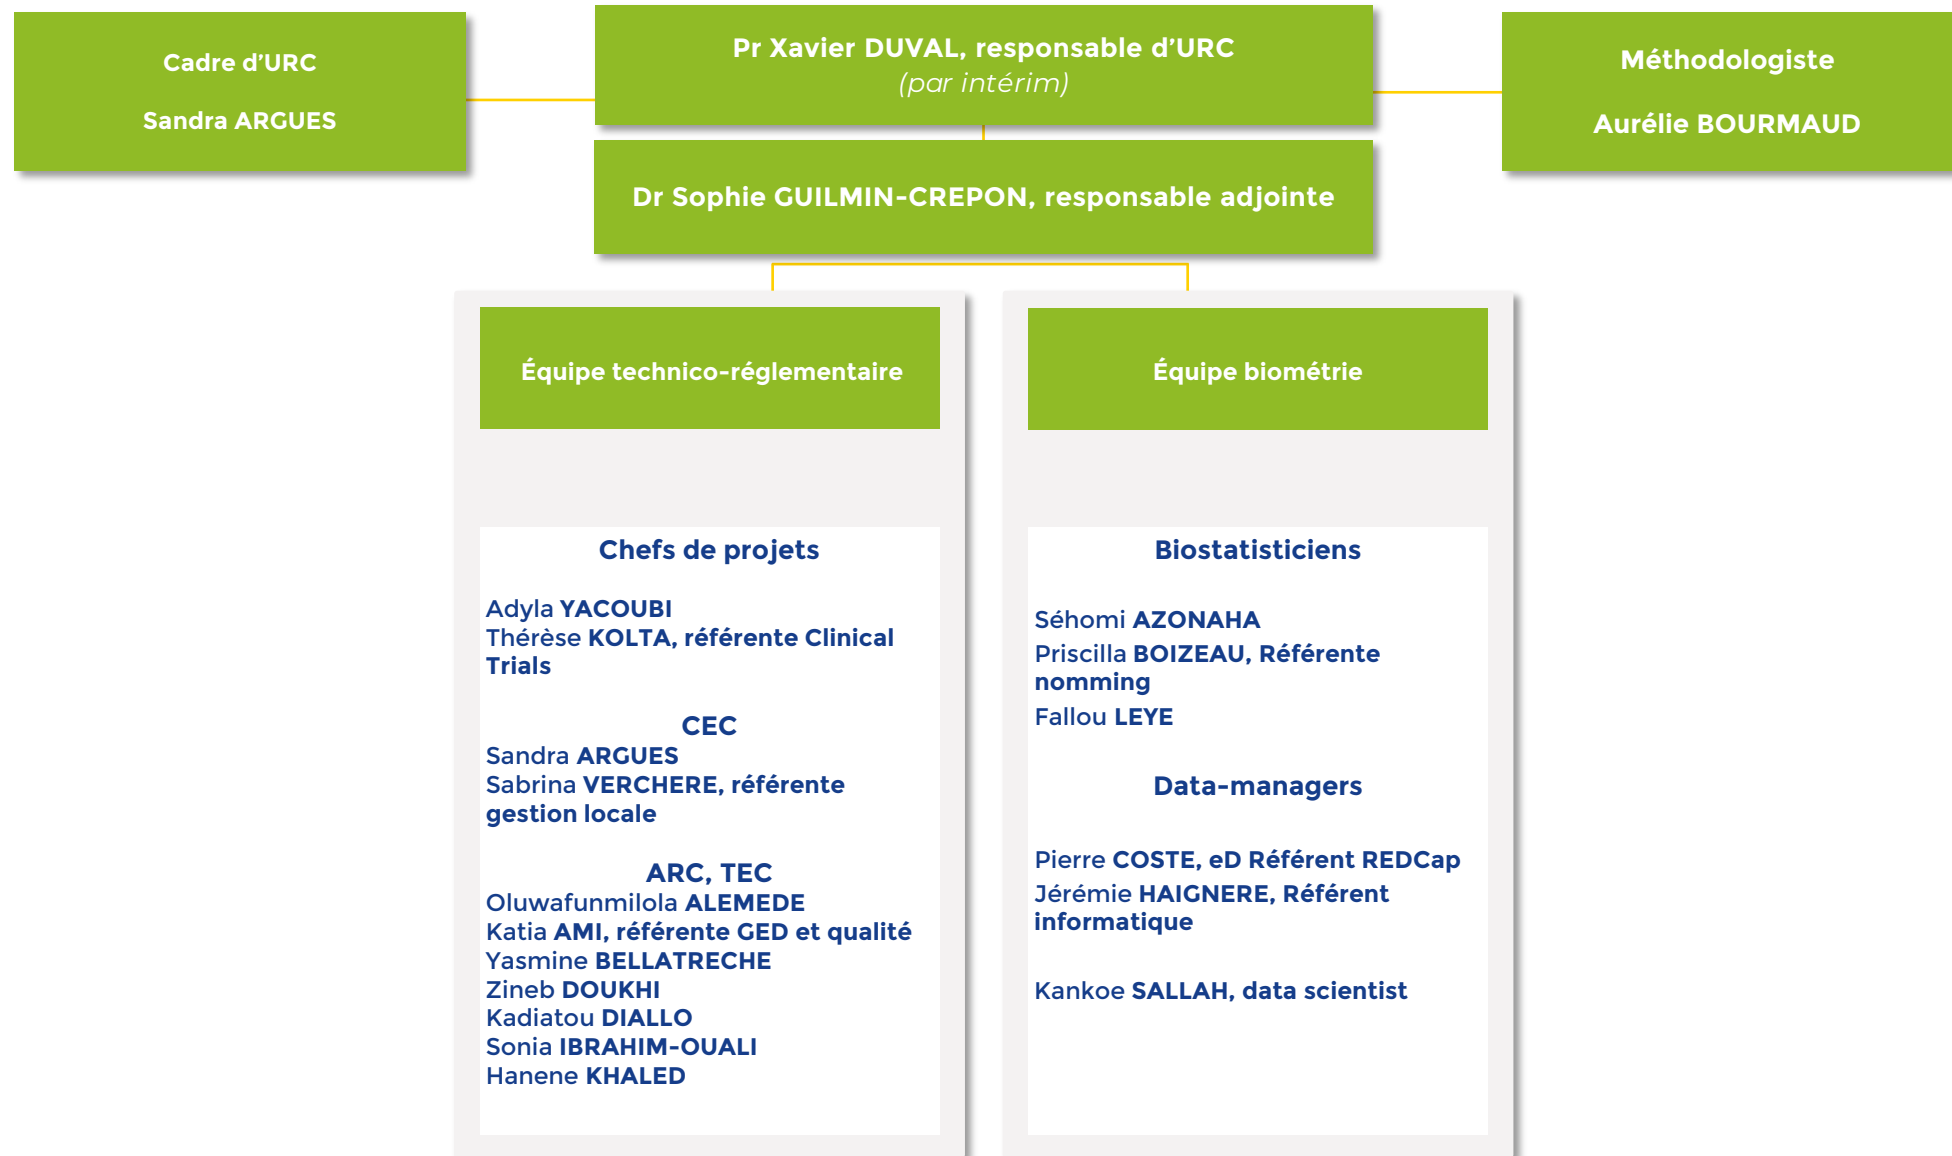 Cadre d'URC
Sandra ARGUES
Pr Xavier DUVAL, responsable d'URC
(par intérim)
Méthodologiste
Aurélie BOURMAUD
Dr Sophie GUILMIN-CREPON, responsable adjointe
Équipe technico-réglementaire
Chefs de projets
Adyla YACOUBI
Thérèse KOLTA, référente Clinical
Trials
CEC
Sandra ARGUES
Sabrina VERCHERE, référente
gestion locale
ARC, TEC
Oluwafunmilola ALEMEDE
Katia AMI, référente GED et qualité
Yasmine BELLATRECHE
Zineb DOUKHI
Kadiatou DIALLO
Sonia IBRAHIM-OUALI
Hanene KHALED
Équipe biométrie
Biostatisticiens
Séhomi AZONAHA
Priscilla BOIZEAU, Référente
nomming
Fallou LEYE
Data-managers
Pierre COSTE, eD Référent REDCap
Jérémie HAIGNERE, Référent
informatique
Kankoe SALLAH, data scientist